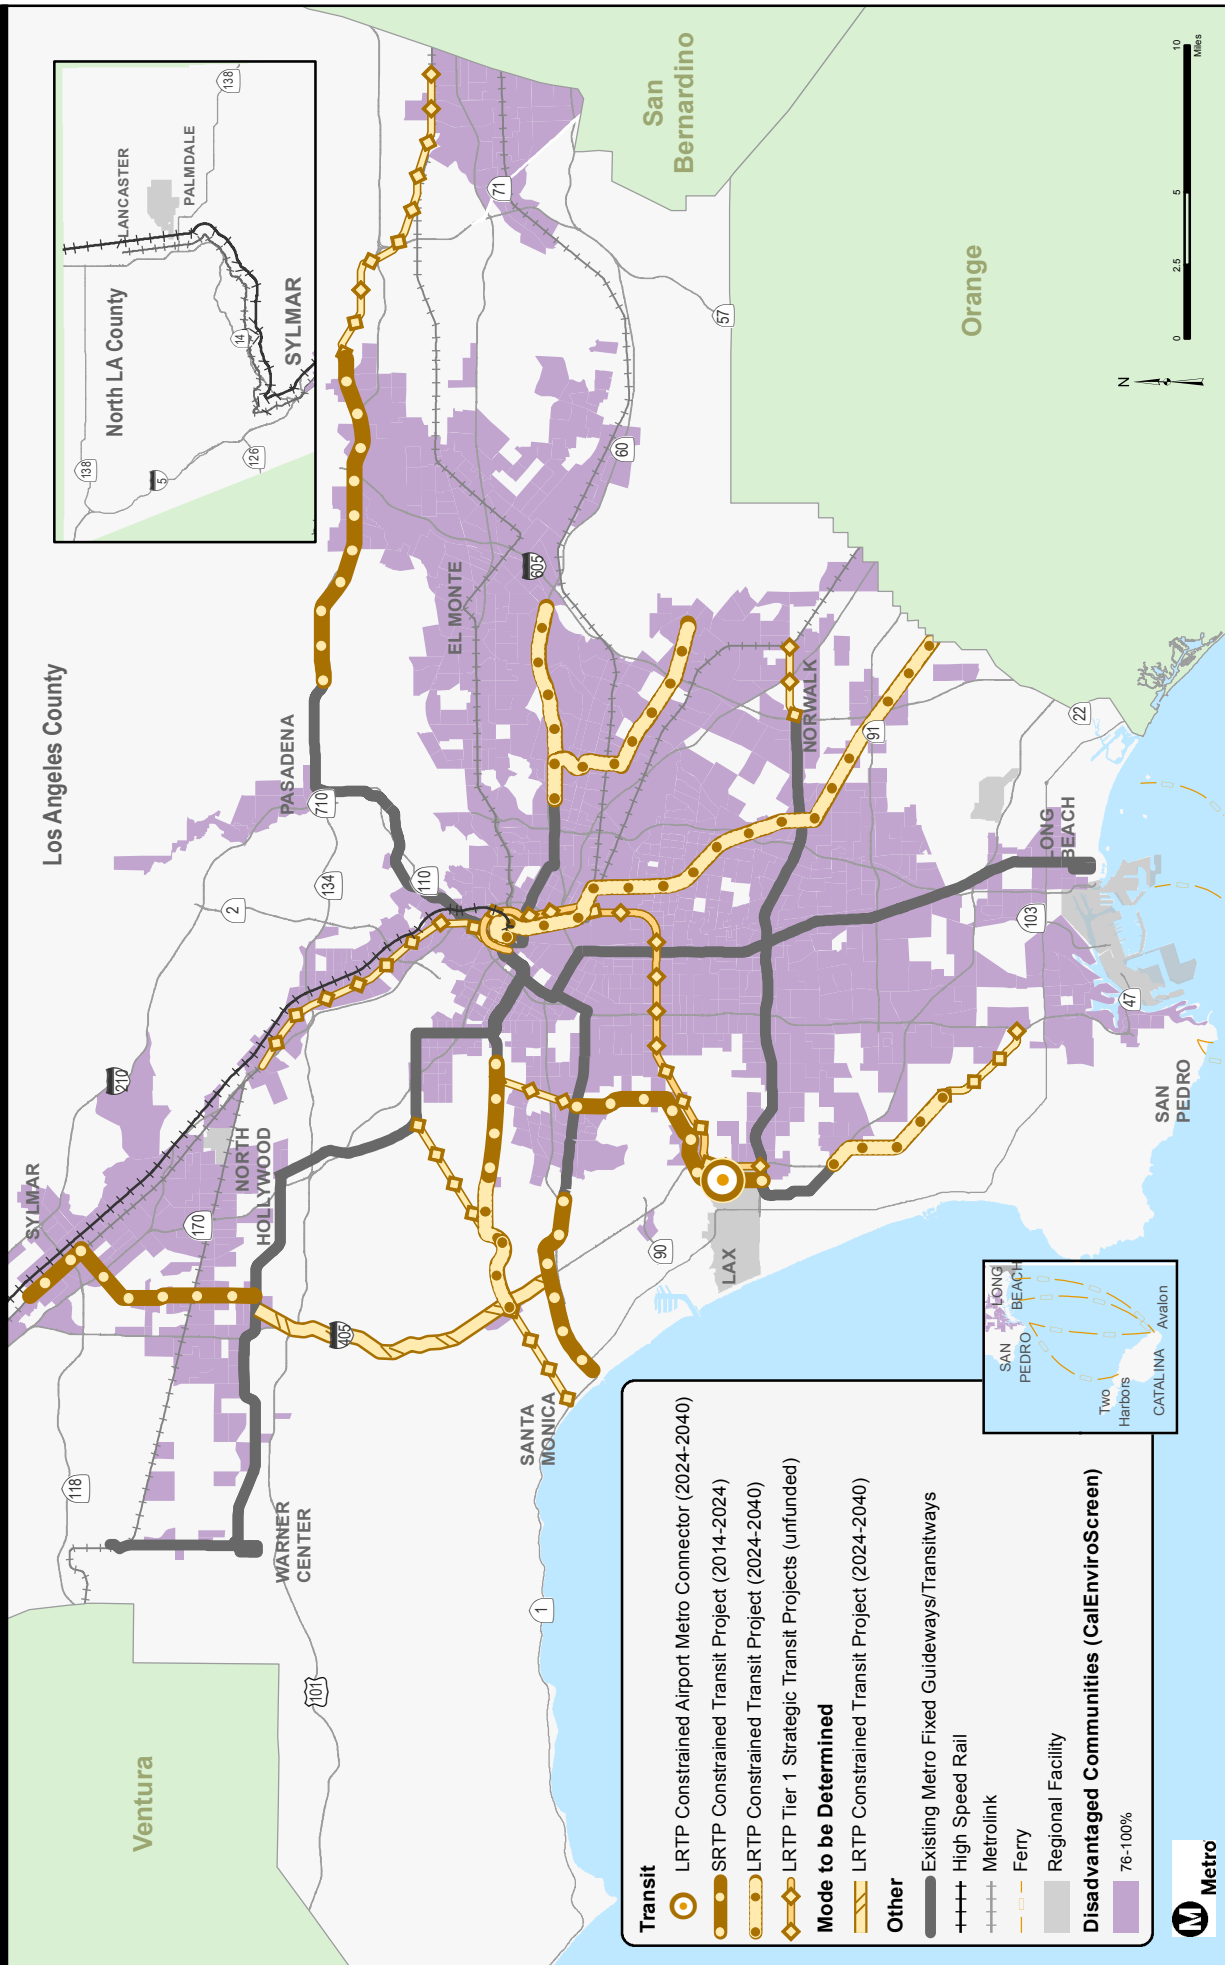 Los Angeles County
138
LANCASTER
PALMDALE
North LA County
14
SYLMAR
138
5
126
San
Bernardino
Orange
Ventura
71
57
60
605
EL MONTE
PASADENA
710
134
2
110
210
SYLMAR
NORTH
HOLLYWOOD
170
405
118
WARNER
CENTER
101
1
SANTA
MONICA
90
LAX
NORWALK
91
22
LONG
BEACH
103
47
SAN
PEDRO
N
0
2.5
5
10
Miles
Transit
LRTP Constrained Airport Metro Connector (2024-2040)
SRTP Constrained Transit Project (2014-2024)
LRTP Constrained Transit Project (2024-2040)
LRTP Tier 1 Strategic Transit Projects (unfunded)
Mode to be Determined
LRTP Constrained Transit Project (2024-2040)
Other
Existing Metro Fixed Guideways/Transitways
High Speed Rail
Metrolink
Ferry
Regional Facility
Disadvantaged Communities (CalEnviroScreen)
76-100%
LONG
BEACH
SAN
PEDRO
Two
Harbors
CATALINA
Avalon
M
Metro